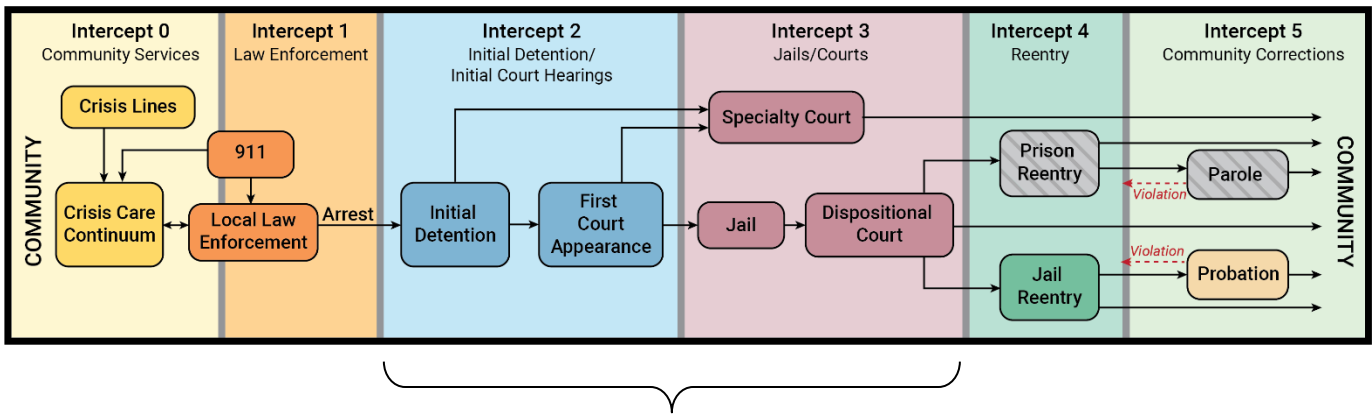 Intercept 0
Community Services
Intercept 1
Law Enforcement
Intercept 2
Initial Detention/
Initial Court Hearings
Intercept 3
Jails/Courts
Intercept 4
Reentry
Intercept 5
Community Corrections
COMMUNITY
Crisis Lines
911
Crisis Care
Continuum
Local Law
Enforcement
Arrest
Initial
Detention
First
Court
Appearance
Specialty Court
Jail
Dispositional
Court
Prison
Reentry
Parole
Violation
Jail
Reentry
Violation
Probation
COMMUNITY